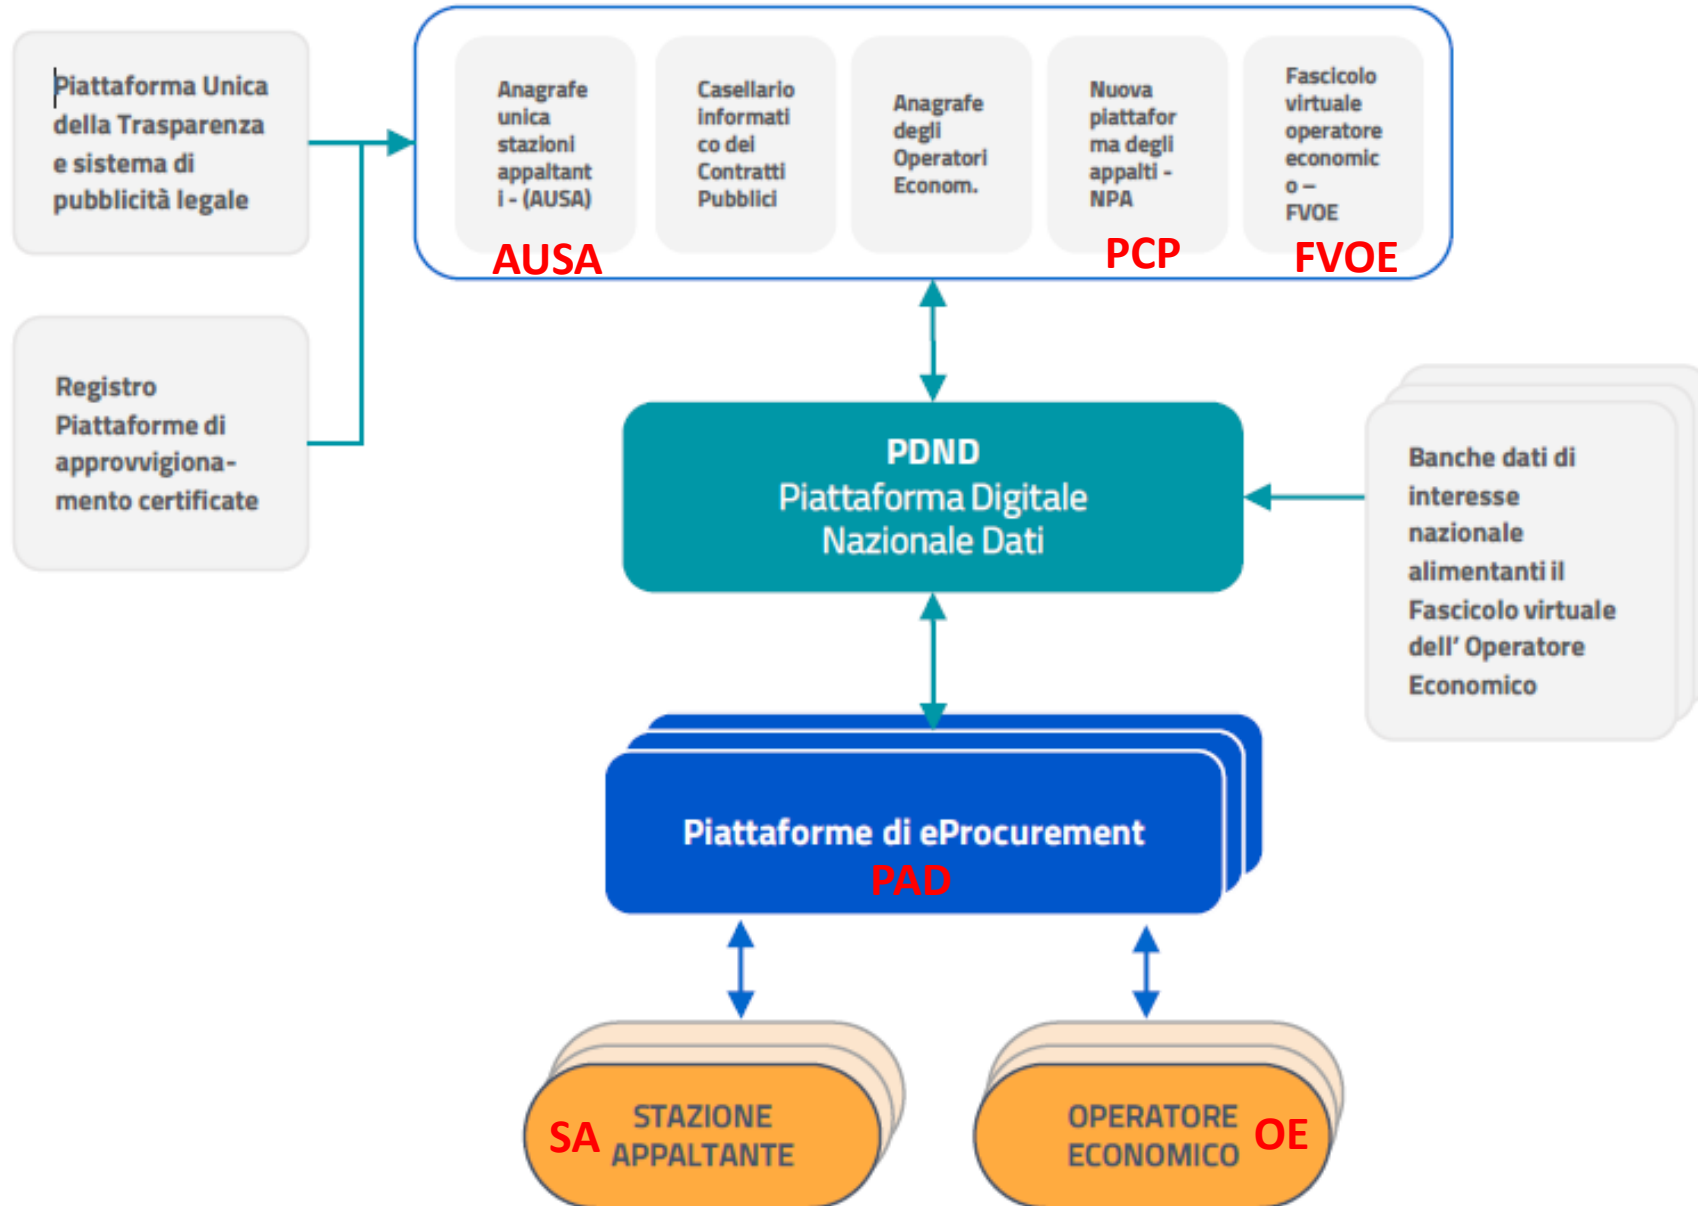 Piattaforma Unica
della Trasparenza
e sistema di
pubblicità legale
Anagrafe
unica
stazioni
appaltant
i - (AUSA)
AUSA
Casellario
informati
co dei
Contratti
Pubblici
Anagrafe
degli
Operatori
Econom.
Nuova
piattafor
ma degli
appalti -
NPA
PCP
Fascicolo
virtuale
operatore
economic
o –
FVOE
FVOE
Registro
Piattaforme di
approvvigiona-
mento certificate
PDND
Piattaforma Digitale
Nazionale Dati
Banche dati di
interesse
nazionale
alimentanti il
Fascicolo virtuale
dell' Operatore
Economico
Piattaforme di eProcurement
PAD
SA
STAZIONE
APPALTANTE
OPERATORE
ECONOMICO
OE